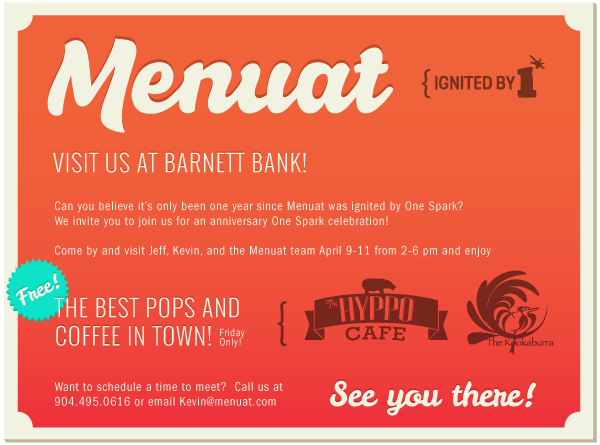 Menuat
{ IGNITED BY 1
VISIT US AT BARNETT BANK!
Can you believe it's only been one year since Menuat was ignited by One Spark?
We invite you to join us for an anniversary One Spark celebration!
Come by and visit Jeff, Kevin, and the Menuat team April 9-11 from 2-6 pm and enjoy
Free!
THE BEST POPS AND
COFFEE IN TOWN! Friday Only!
{
The HYPPO
CAFE
The Kookaburra
Want to schedule a time to meet? Call us at
904.495.0616 or email Kevin@menuat.com
See you there!